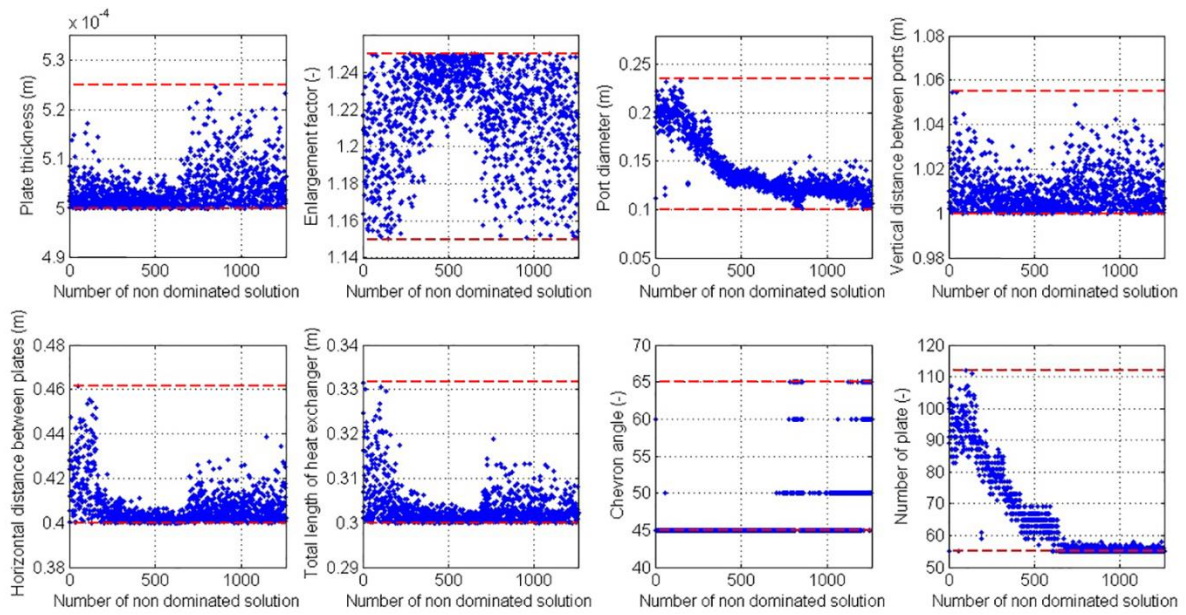 x 10⁻⁴
Plate thickness (m)
5.3
5.2
5.1
5
4.9
0 500 1000
Number of non dominated solution
Enlargement factor (-)
1.24
1.22
1.2
1.18
1.16
1.14
0 500 1000
Number of non dominated solution
Port diameter (m)
0.25
0.2
0.15
0.1
0.05
0 500 1000
Number of non dominated solution
Vertical distance between ports (m)
1.08
1.06
1.04
1.02
1
0.98
0 500 1000
Number of non dominated solution
Horizontal distance between plates (m)
0.48
0.46
0.44
0.42
0.4
0.38
0 500 1000
Number of non dominated solution
Total length of heat exchanger (m)
0.34
0.33
0.32
0.31
0.3
0.29
0 500 1000
Number of non dominated solution
Chevron angle (-)
70
65
60
55
50
45
40
0 500 1000
Number of non dominated solution
Number of plate (-)
120
110
100
90
80
70
60
50
0 500 1000
Number of non dominated solution